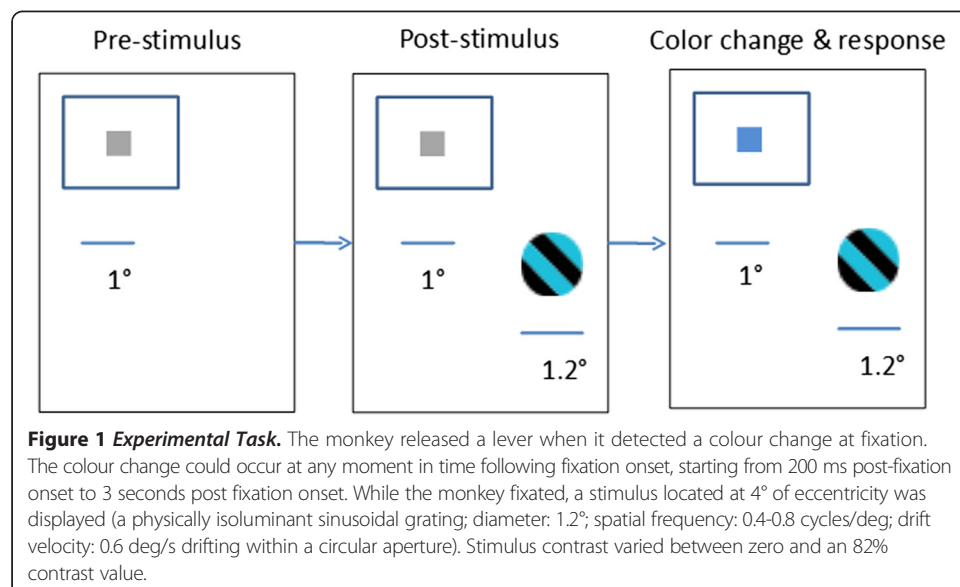 Pre-stimulus
Post-stimulus
Color change & response
1°
1°
1.2°
1°
1.2°
Figure 1 Experimental Task. The monkey released a lever when it detected a colour change at fixation.
The colour change could occur at any moment in time following fixation onset, starting from 200 ms post-fixation
onset to 3 seconds post fixation onset. While the monkey fixated, a stimulus located at 4° of eccentricity was
displayed (a physically isoluminant sinusoidal grating; diameter: 1.2°; spatial frequency: 0.4-0.8 cycles/deg; drift
velocity: 0.6 deg/s drifting within a circular aperture). Stimulus contrast varied between zero and an 82%
contrast value.